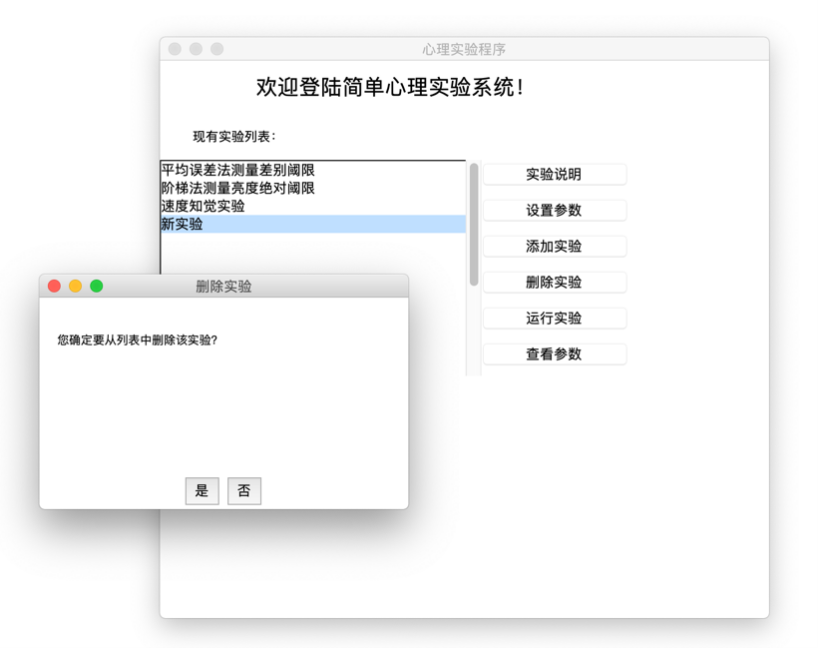 心理实验程序
欢迎登陆简单心理实验系统！
现有实验列表：
平均误差法测量差别阈限
阶梯法测量亮度绝对阈限
速度知觉实验
新实验
实验说明
设置参数
添加实验
删除实验
运行实验
查看参数
删除实验
您确定要从列表中删除该实验?
是
否